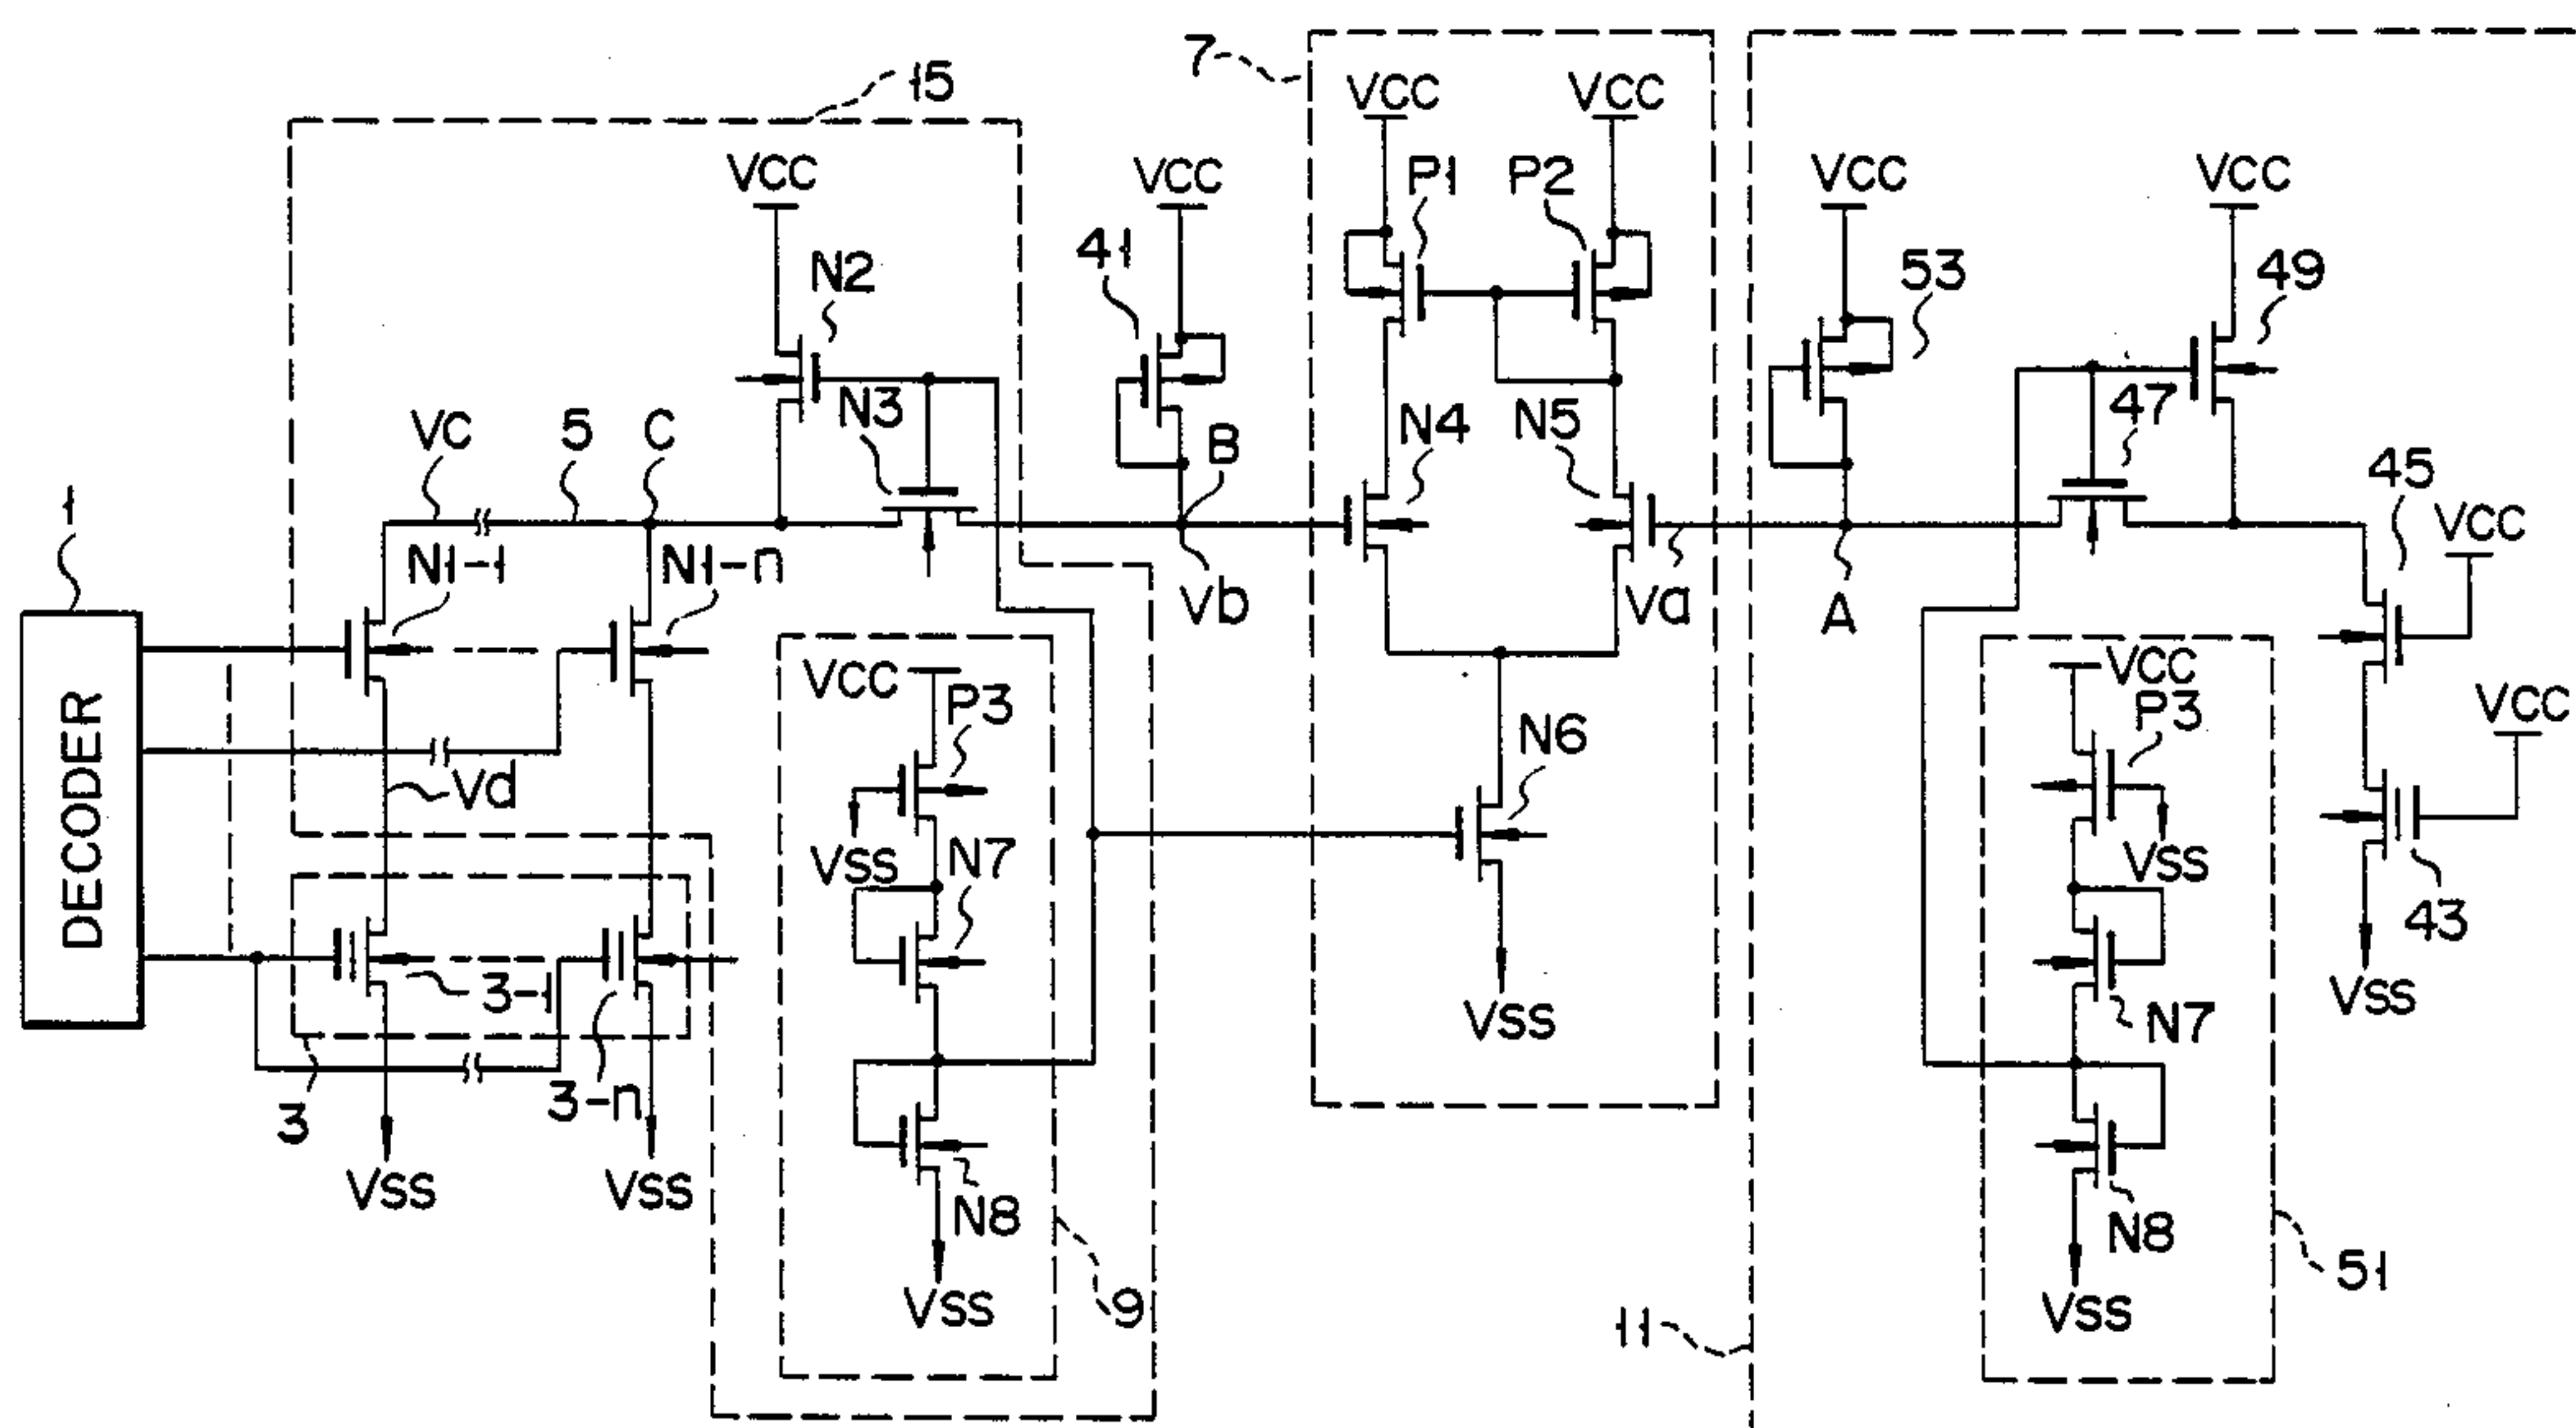 15
7
VCC
VCC
VCC
VCC
VCC
VCC
P1
P2
N2
41
53
49
N3
47
VC
5
C
B
N4
N5
45
VCC
1
N1-1
N1-n
Vb
Va
A
VCC
DECODER
VCC
P3
VCC
P3
N6
Vd
VSS
N7
VSS
43
3-1
N7
VSS
VSS
3
3-n
VSS
VSS
N8
N8
VSS
9
VSS
11
51